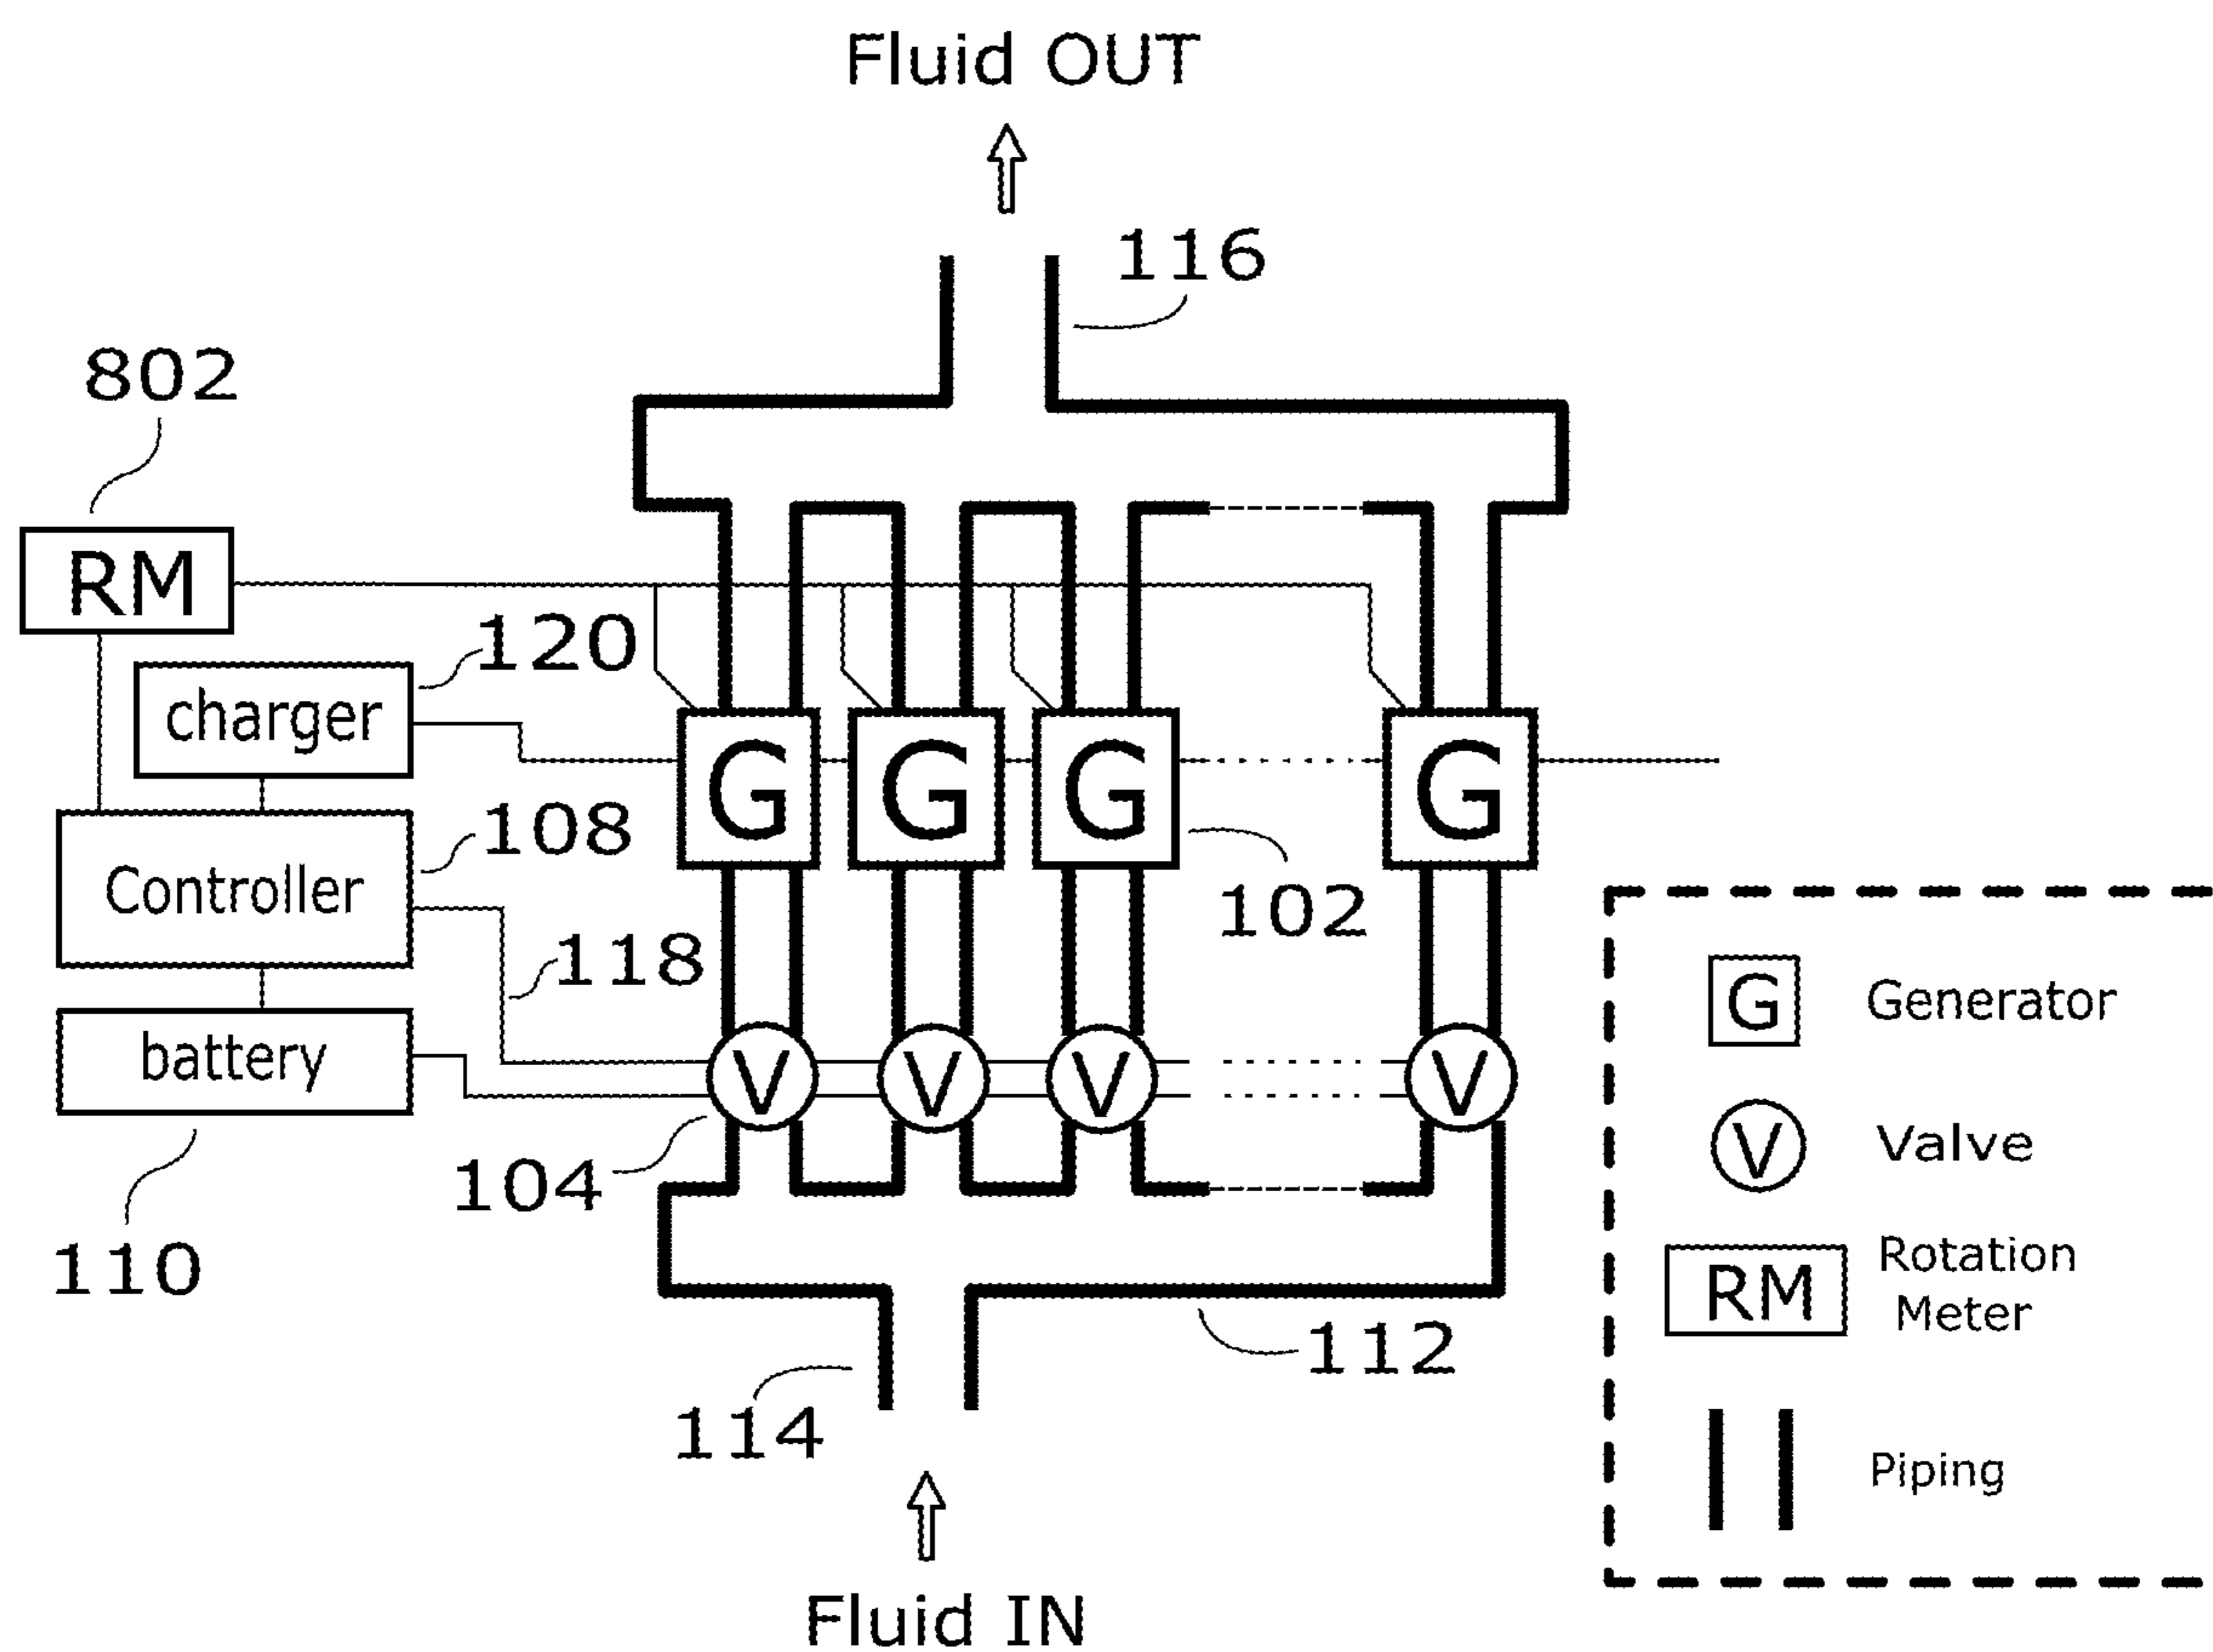 Fluid OUT
116
802
RM
120
charger
G G G G
108
Controller
102
118
battery
V V V V
104
110
112
114
Fluid IN
G Generator
V Valve
RM Rotation
Meter
Piping